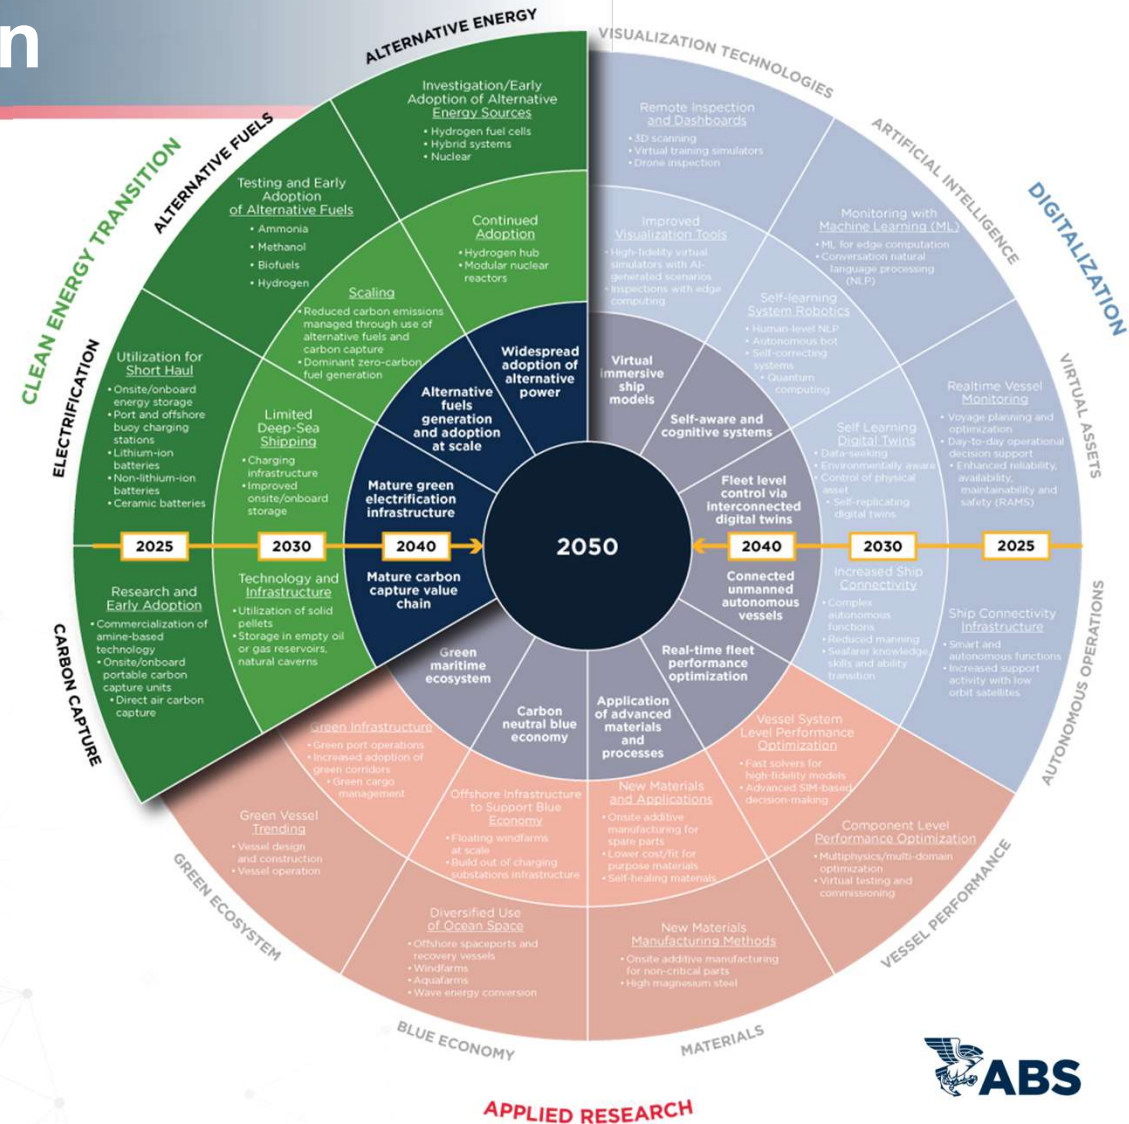 n
CLEAN ENERGY TRANSITION
ALTERNATIVE ENERGY
Investigation/Early
Adoption of Alternative
Energy Sources
• Hydrogen fuel cells
• Hybrid systems
• Nuclear
Continued
Adoption
• Hydrogen hub
• Modular nuclear
reactors
Widespread
adoption of
alternative
power
ALTERNATIVE FUELS
Testing and Early
Adoption
of Alternative Fuels
• Ammonia
• Methanol
• Biofuels
• Hydrogen
Scaling
• Reduced carbon emissions
managed through use of
alternative fuels and
carbon capture
• Dominant zero-carbon
fuel generation
Alternative
fuels
generation
and adoption
at scale
ELECTRIFICATION
Utilization for
Short Haul
• Onsite/onboard
energy storage
• Port and offshore
buoy charging
stations
• Lithium-ion
batteries
• Non-lithium-ion
batteries
• Ceramic batteries
Limited
Deep-Sea
Shipping
• Charging
infrastructure
• Improved
onsite/onboard
storage
Mature green
electrification
infrastructure
2025
2030
2040
2050
2040
2030
2025
CARBON CAPTURE
Research and
Early Adoption
• Commercialization of
amine-based
technology
• Onsite/onboard
portable carbon
capture units
• Direct air carbon
capture
Technology and
Infrastructure
• Utilization of solid
pellets
• Storage in empty oil
or gas reservoirs,
natural caverns
Mature carbon
capture value
chain
DIGITALIZATION
VISUALIZATION TECHNOLOGIES
Remote Inspection
and Dashboards
• 3D scanning
• Virtual training simulators
• Drone inspection
Improved
Visualization Tools
• High-fidelity virtual
simulators with AI-
generated scenarios
• Inspections with edge
computing
Virtual
immersive
ship
models
ARTIFICIAL INTELLIGENCE
Monitoring with
Machine Learning (ML)
• ML for edge computation
• Conversation natural
language processing
(NLP)
Self-learning
System Robotics
• Human-level NLP
• Autonomous bot
• Self-correcting
systems
• Quantum
computing
Self-aware and
cognitive systems
VIRTUAL ASSETS
Realtime Vessel
Monitoring
• Voyage planning and
optimization
• Day-to-day operational
decision support
• Enhanced reliability,
availability,
maintainability and
safety (RAMS)
Self Learning
Digital Twins
• Data-seeking
• Environmentally aware
• Control of physical
asset
• Self-replicating
digital twins
Fleet level
control via
interconnected
digital twins
AUTONOMOUS OPERATIONS
Ship Connectivity
Infrastructure
• Smart and
autonomous functions
• Increased support
activity with low
orbit satellites
Increased Ship
Connectivity
• Complex
autonomous
functions
• Reduced manning
• Seafarer knowledge,
skills and ability
transition
Connected
unmanned
autonomous
vessels
VESSEL PERFORMANCE
Component Level
Performance Optimization
• Multiphysics/multi-domain
optimization
• Virtual testing and
commissioning
Vessel System
Level Performance
Optimization
• Fast solvers for
high-fidelity models
• Advanced SIM-based
decision-making
Real-time fleet
performance
optimization
MATERIALS
New Materials
Manufacturing Methods
• Onsite additive manufacturing
for non-critical parts
• High magnesium steel
New Materials
and Applications
• Onsite additive
manufacturing for
spare parts
• Lower cost/fit for
purpose materials
• Self-healing materials
Application
of advanced
materials
and
processes
BLUE ECONOMY
Diversified Use
of Ocean Space
• Offshore spaceports and
recovery vessels
• Windfarms
• Aquafarms
• Wave energy conversion
Offshore Infrastructure
to Support Blue
Economy
• Floating windfarms
at scale
• Build out of charging
substations infrastructure
Carbon
neutral blue
economy
GREEN ECOSYSTEM
Green Vessel
Trending
• Vessel design
and construction
• Vessel operation
Green Infrastructure
• Green port operations
• Increased adoption of
green corridors
• Green cargo
management
Green
maritime
ecosystem
APPLIED RESEARCH
ABS